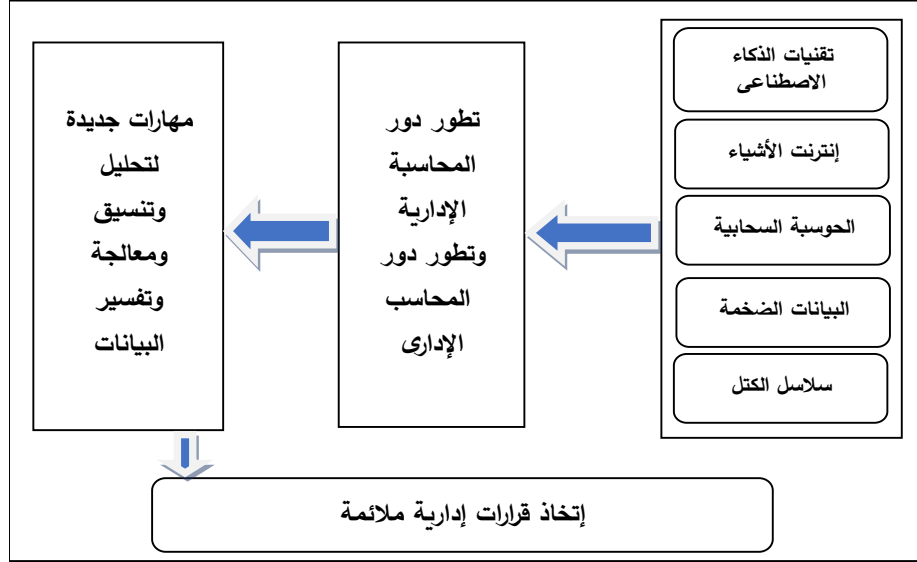 تقنيات الذكاء
الاصطناعى
إنترنت الأشياء
الحوسبة السحابية
البيانات الضخمة
سلاسل الكتل
تطور دور
المحاسبة
الإدارية
وتطور دور
المحاسب
الإدارى
مهارات جديدة
لتحليل
وتنسيق
ومعالجة
وتفسير
البيانات
إتخاذ قرارات إدارية ملائمة